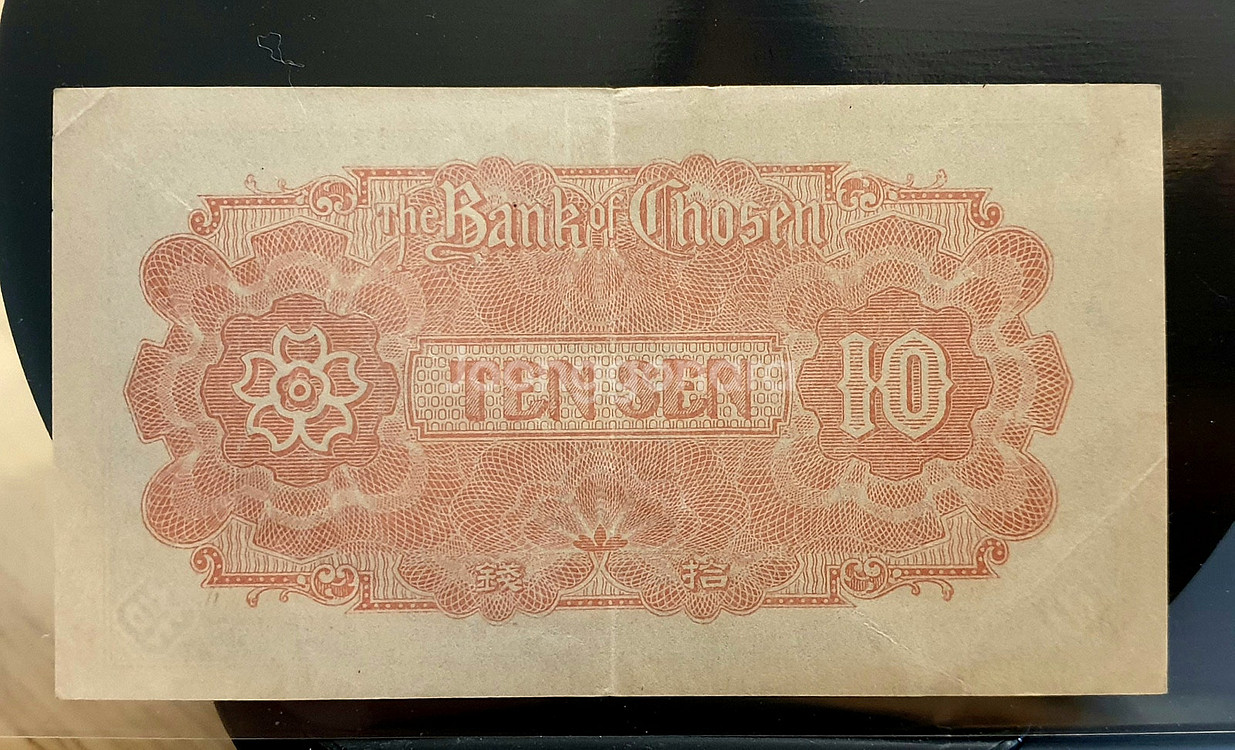 The Bank of Chosen
TEN SEN
10
錢 拾